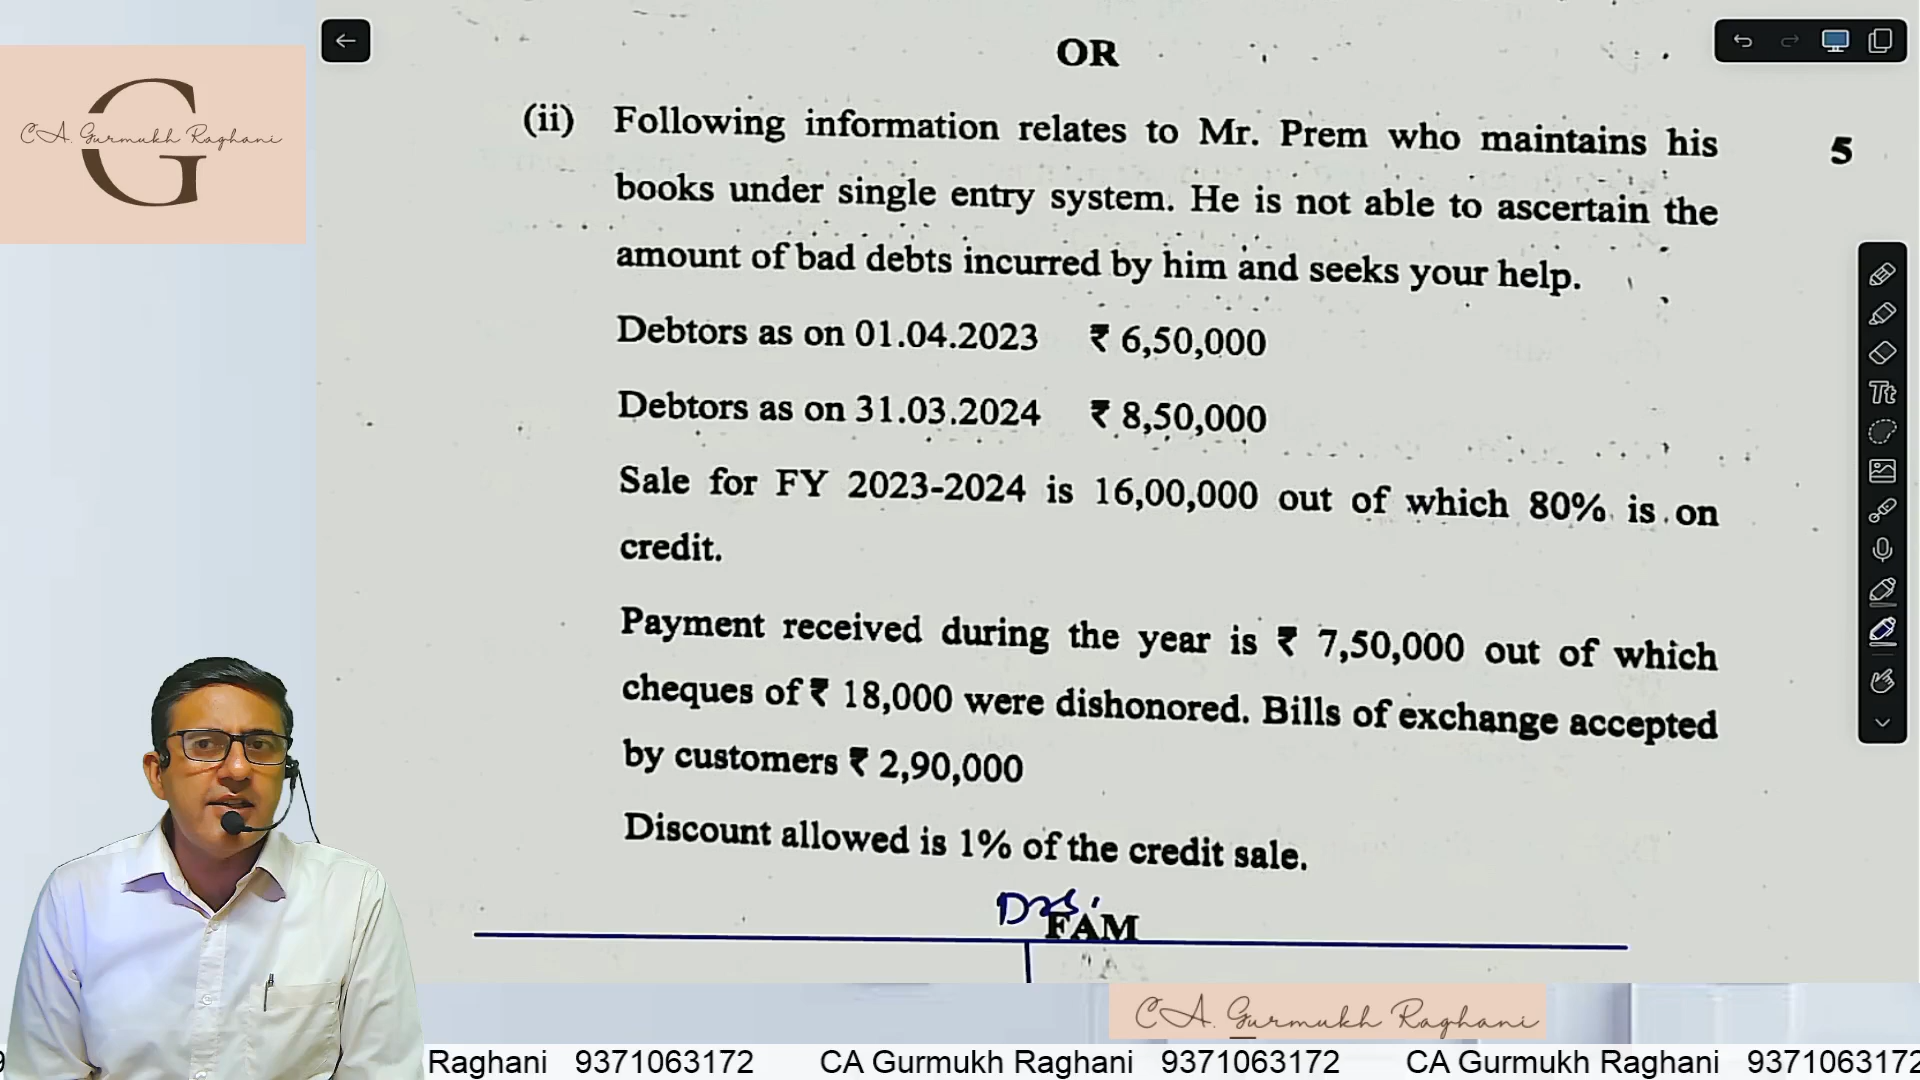 OR
(ii) Following information relates to Mr. Prem who maintains his 5
books under single entry system. He is not able to ascertain the
amount of bad debts incurred by him and seeks your help.
Debtors as on 01.04.2023 ₹ 6,50,000
Debtors as on 31.03.2024 ₹ 8,50,000
Sale for FY 2023-2024 is 16,00,000 out of which 80% is on
credit.
Payment received during the year is ₹ 7,50,000 out of which
cheques of ₹ 18,000 were dishonored. Bills of exchange accepted
by customers ₹ 2,90,000
Discount allowed is 1% of the credit sale.
Drs'
FAM
G
CA. Gurmukh Raghani
Tt
CA. Gurmukh Raghani
9 Raghani 9371063172 CA Gurmukh Raghani 9371063172 CA Gurmukh Raghani 9371063172